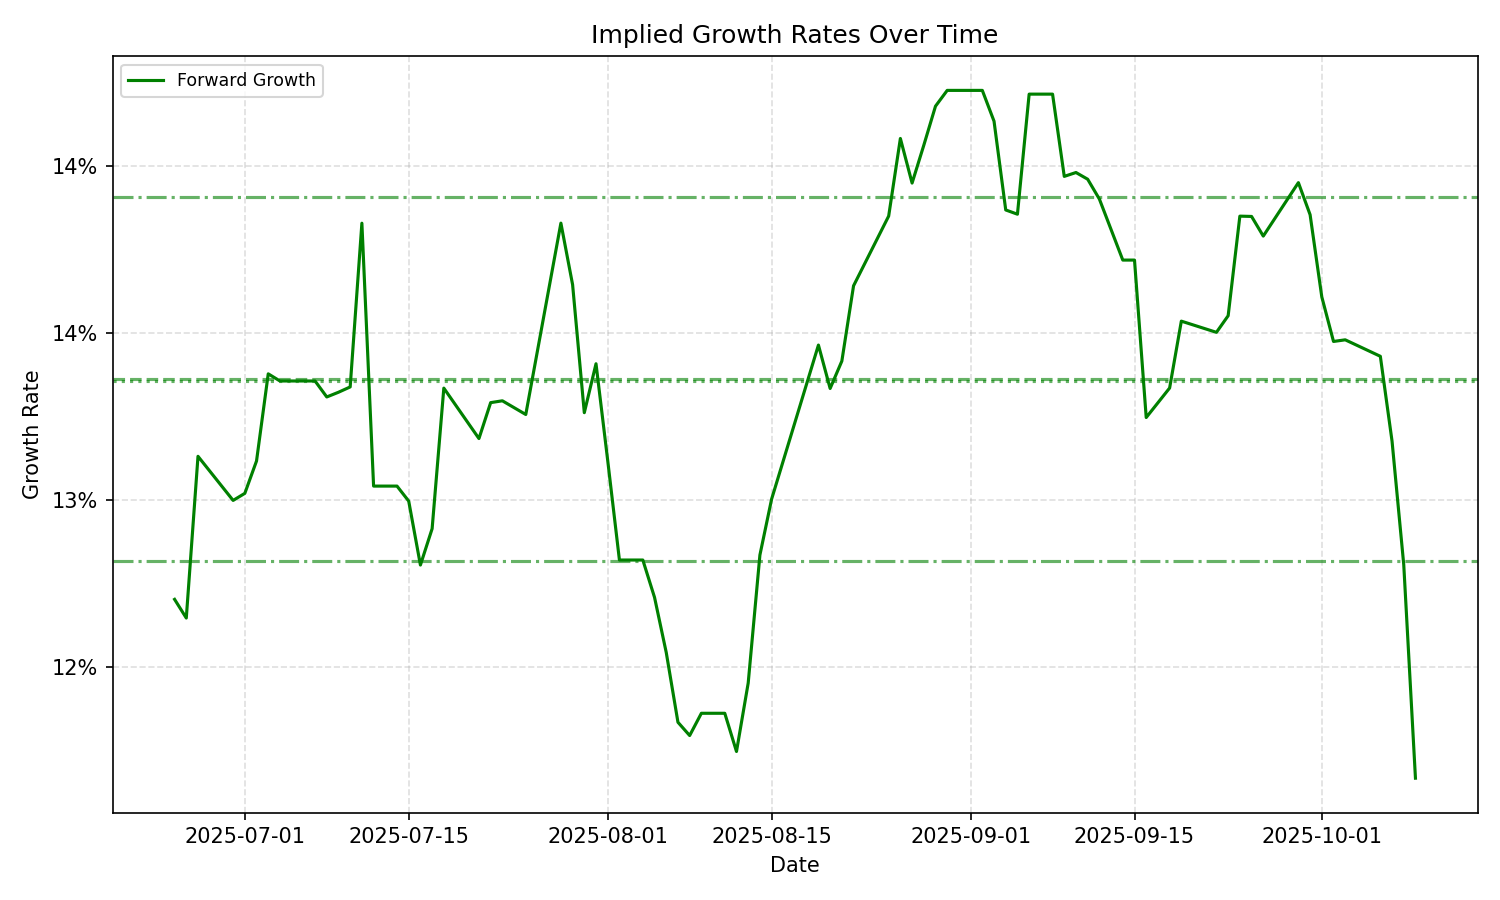 Implied Growth Rates Over Time
Forward Growth
14%
14%
13%
12%
Growth Rate
2025-07-01
2025-07-15
2025-08-01
2025-08-15
2025-09-01
2025-09-15
2025-10-01
Date